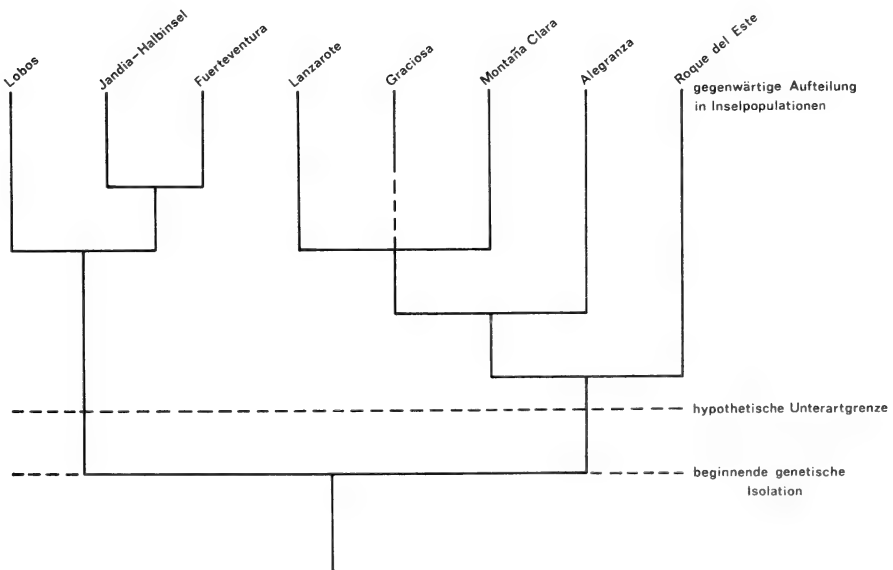 Lobos
Jandia-Halbinsel
Fuerteventura
Lanzarote
Graciosa
Montaña Clara
Alegranza
Roque del Este
gegenwärtige Aufteilung
in Inselpopulationen
hypothetische Unterartgrenze
beginnende genetische
Isolation